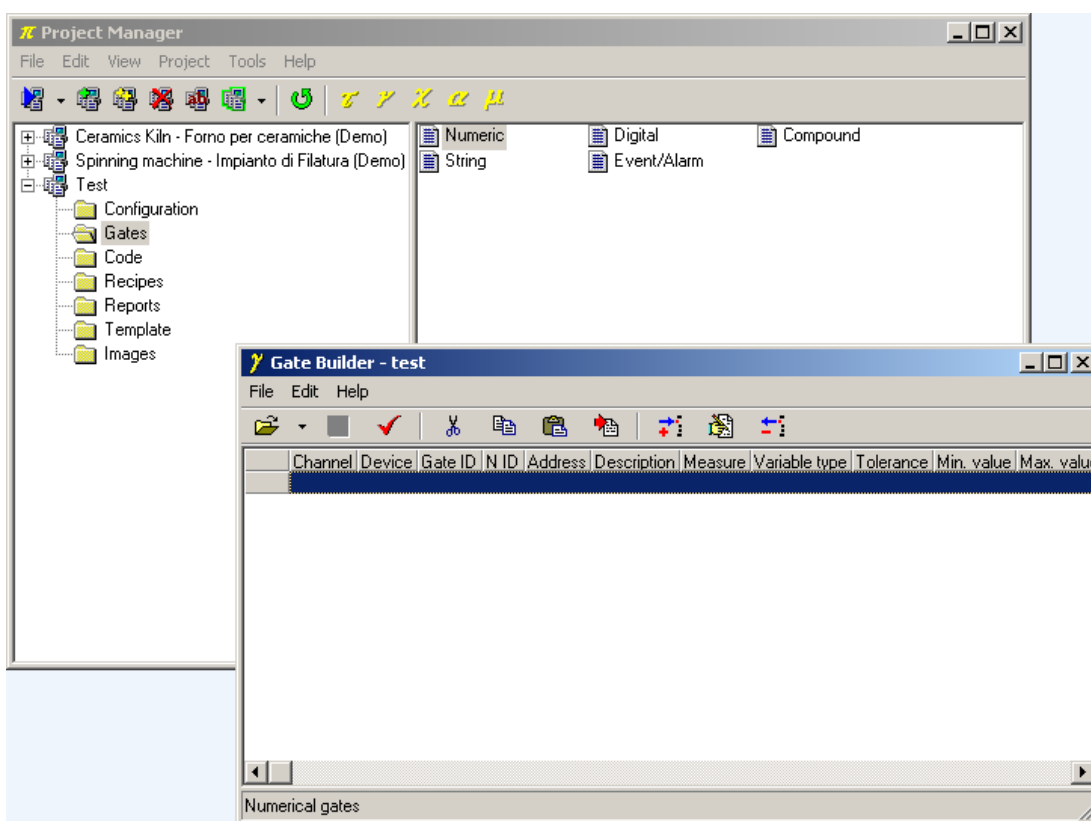 π Project Manager
File Edit View Project Tools Help
τ γ χ α μ
Ceramics Kiln - Forno per ceramiche (Demo)
Spinning machine - Impianto di Filatura (Demo)
Test
Configuration
Gates
Code
Recipes
Reports
Template
Images
Numeric Digital Compound
String Event/Alarm
γ Gate Builder - test
File Edit Help
Channel Device Gate ID N ID Address Description Measure Variable type Tolerance Min. value Max. value
Numerical gates